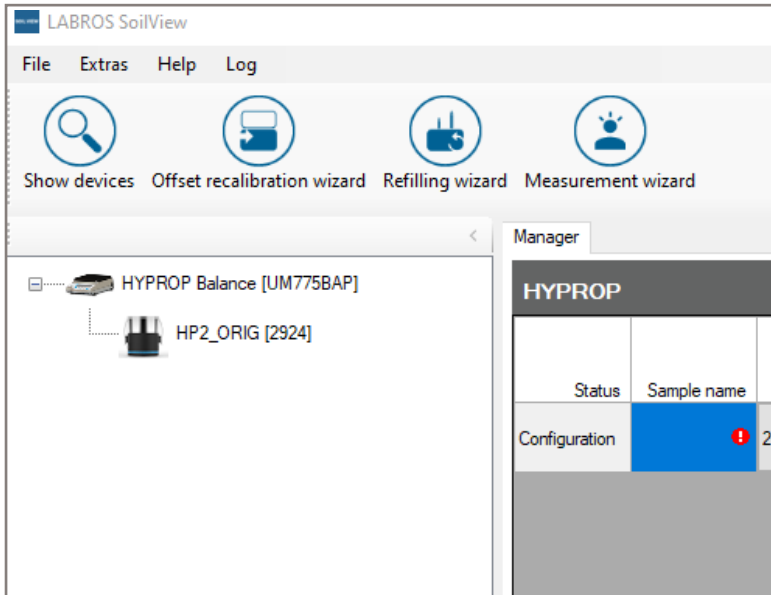 LABROS SoilView
File Extras Help Log
Show devices Offset recalibration wizard Refilling wizard Measurement wizard
Manager
HYPROP Balance [UM775BAP]
HP2_ORIG [2924]
HYPROP
Status Sample name
Configuration 2